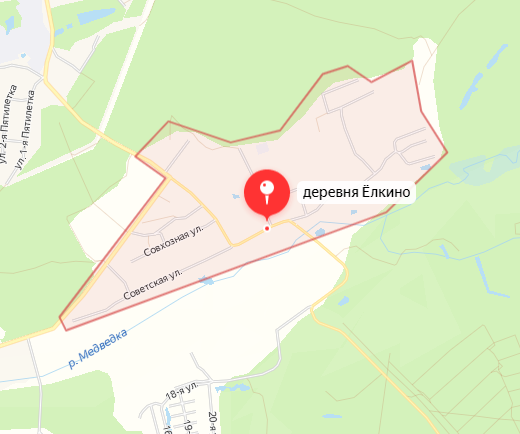 ул. 2-я Пятилетка
ул. 1-я Пятилетка
деревня Ёлкино
Совхозная ул.
Советская ул.
р. Медведка
18-я ул.
20-я
19-